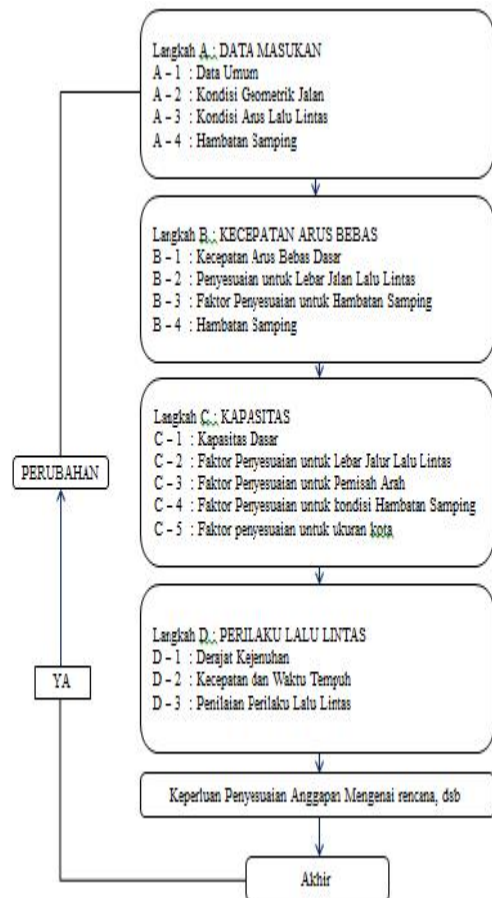 Langkah A : DATA MASUKAN
A – 1 : Data Umum
A – 2 : Kondisi Geometrik Jalan
A – 3 : Kondisi Arus Lalu Lintas
A – 4 : Hambatan Samping
Langkah B : KECEPATAN ARUS BEBAS
B – 1 : Kecepatan Arus Bebas Dasar
B – 2 : Penyesuaian untuk Lebar Jalan Lalu Lintas
B – 3 : Faktor Penyesuaian untuk Hambatan Samping
B – 4 : Hambatan Samping
Langkah C : KAPASITAS
C – 1 : Kapasitas Dasar
C – 2 : Faktor Penyesuaian untuk Lebar Jalur Lalu Lintas
C – 3 : Faktor Penyesuaian untuk Pemisah Arah
C – 4 : Faktor Penyesuaian untuk kondisi Hambatan Samping
C – 5 : Faktor penyesuaian untuk ukuran kota
PERUBAHAN
Langkah D : PERILAKU LALU LINTAS
D – 1 : Derajat Kejenuhan
D – 2 : Kecepatan dan Waktu Tempuh
D – 3 : Penilaian Perilaku Lalu Lintas
YA
Keperluan Penyesuaian Anggapan Mengenai rencana, dsb
Akhir